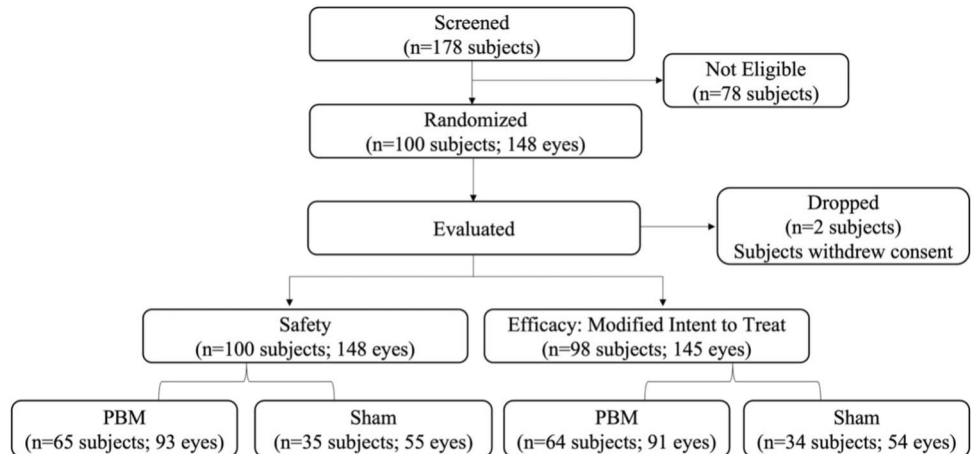 Screened
(n=178 subjects)
Not Eligible
(n=78 subjects)
Randomized
(n=100 subjects; 148 eyes)
Dropped
(n=2 subjects)
Subjects withdrew consent
Evaluated
Safety
(n=100 subjects; 148 eyes)
Efficacy: Modified Intent to Treat
(n=98 subjects; 145 eyes)
PBM
(n=65 subjects; 93 eyes)
Sham
(n=35 subjects; 55 eyes)
PBM
(n=64 subjects; 91 eyes)
Sham
(n=34 subjects; 54 eyes)